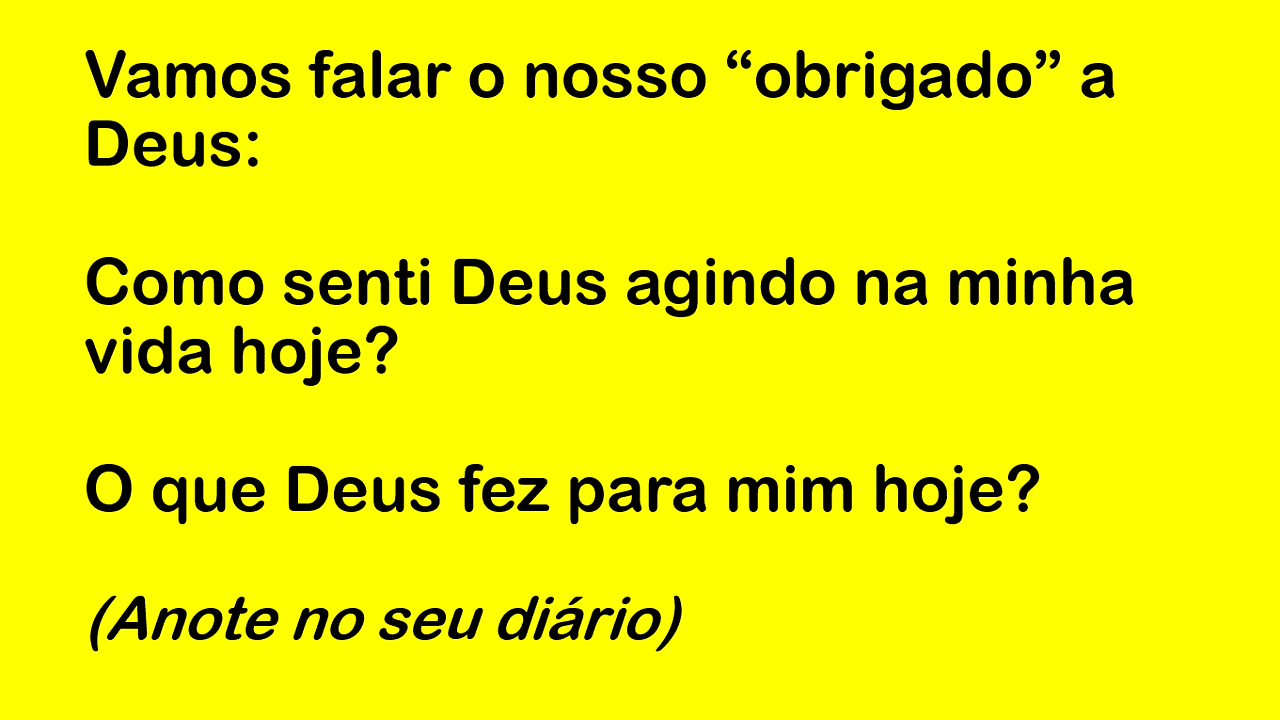 Vamos falar o nosso “obrigado” a
Deus:
Como senti Deus agindo na minha
vida hoje?
O que Deus fez para mim hoje?
(Anote no seu diário)